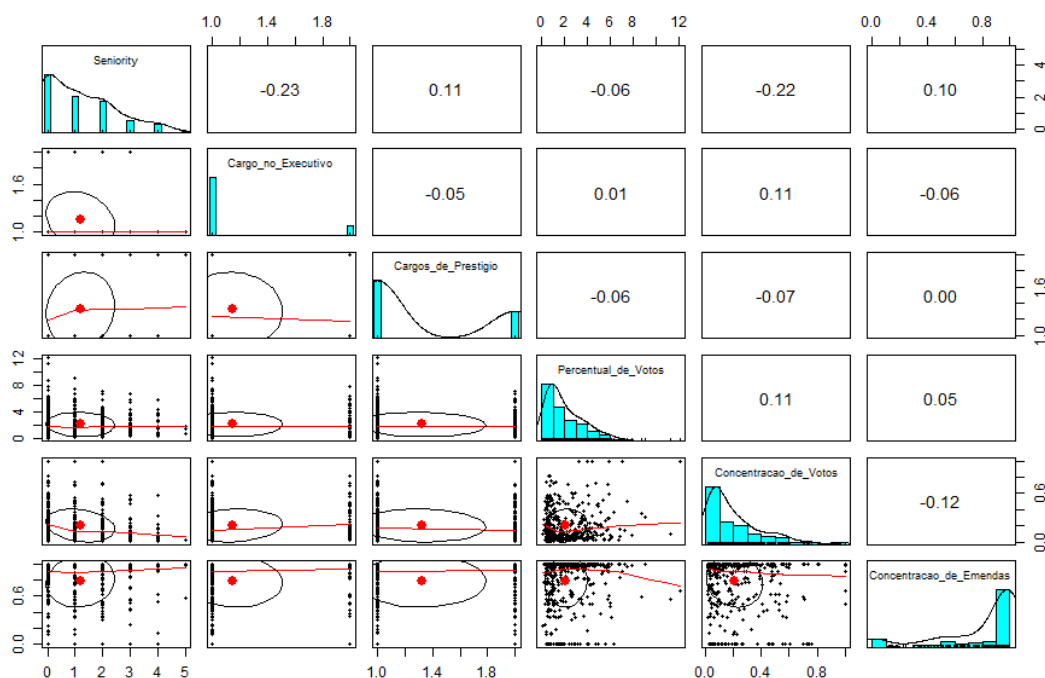 1.0 1.4 1.8 0 2 4 6 8 12 0.0 0.4 0.8
Seniority
-0.23
0.11
-0.06
-0.22
0.10
0 2 4
1.0 1.6
Cargo_no_Executivo
-0.05
0.01
0.11
-0.06
Cargos_de_Prestigio
-0.06
-0.07
0.00
1.0 1.6
0 4 8 12
Percentual_de_Votos
0.11
0.05
Concentracao_de_Votos
-0.12
0.0 0.6
0.0 0.6
Concentracao_de_Emendas
0 1 2 3 4 5 1.0 1.4 1.8 0.0 0.4 0.8